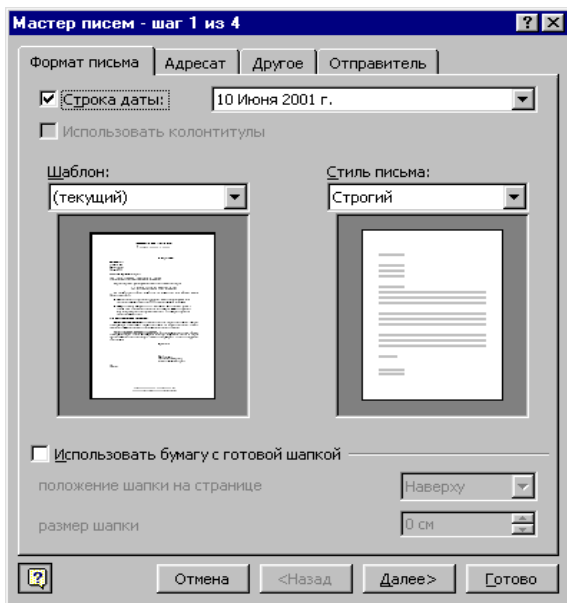 Мастер писем - шаг 1 из 4
Формат письма Адресат Другое Отправитель
Строка даты: 10 Июня 2001 г.
Использовать колонтитулы
Шаблон: Стиль письма:
(текущий) Строгий
Использовать бумагу с готовой шапкой
положение шапки на странице Наверху
размер шапки 0 см
Отмена <Назад Далее> Готово